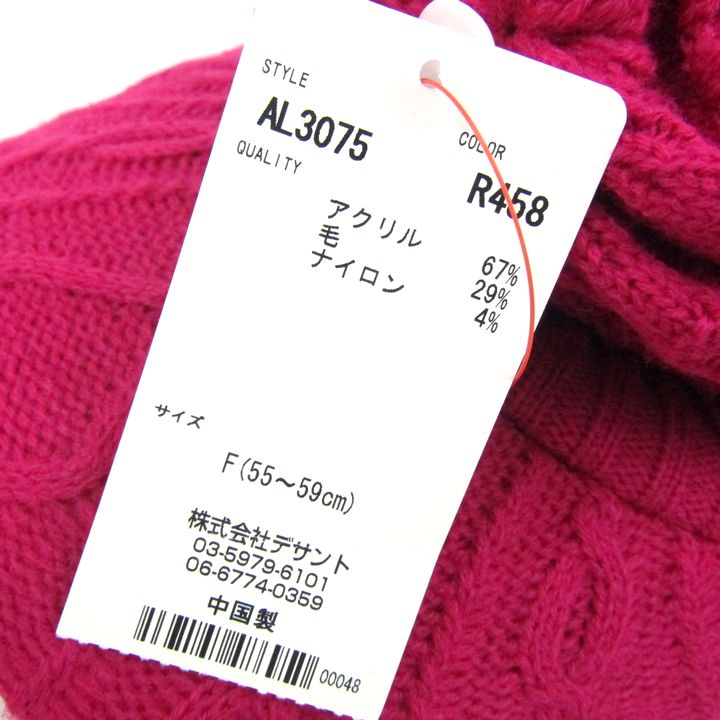 STYLE
AL3075
COLOR
R458
QUALITY
アクリル 67%
毛 29%
ナイロン 4%
サイズ
F(55～59cm)
株式会社デサント
03-5979-6101
06-6774-0359
中国製
00048